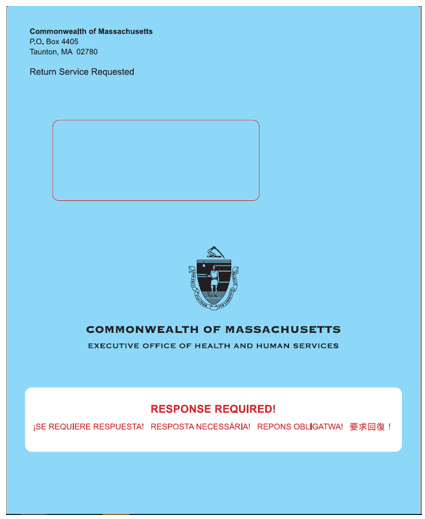 Commonwealth of Massachusetts
P.O. Box 4405
Taunton, MA 02780
Return Service Requested
COMMONWEALTH OF MASSACHUSETTS
EXECUTIVE OFFICE OF HEALTH AND HUMAN SERVICES
RESPONSE REQUIRED!
¡SE REQUIERE RESPUESTA! RESPOSTA NECESSÁRIA! REPONS OBLIGATWA! 要求回復！